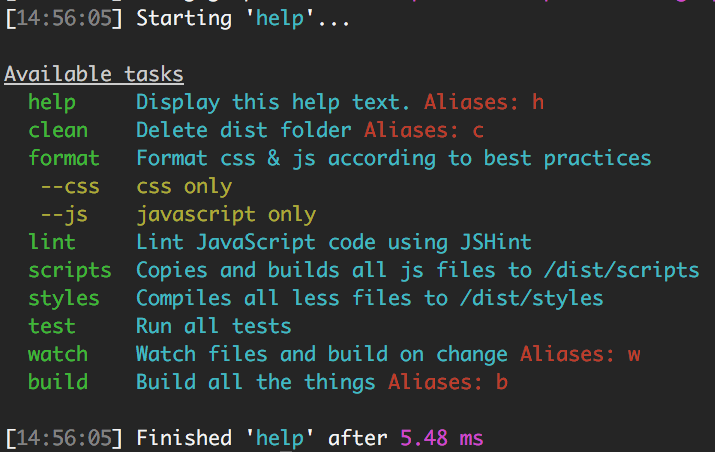 [14:56:05] Starting 'help'...
Available tasks
help Display this help text. Aliases: h
clean Delete dist folder Aliases: c
format Format css & js according to best practices
--css css only
--js javascript only
lint Lint JavaScript code using JSHint
scripts Copies and builds all js files to /dist/scripts
styles Compiles all less files to /dist/styles
test Run all tests
watch Watch files and build on change Aliases: w
build Build all the things Aliases: b
[14:56:05] Finished 'help' after 5.48 ms